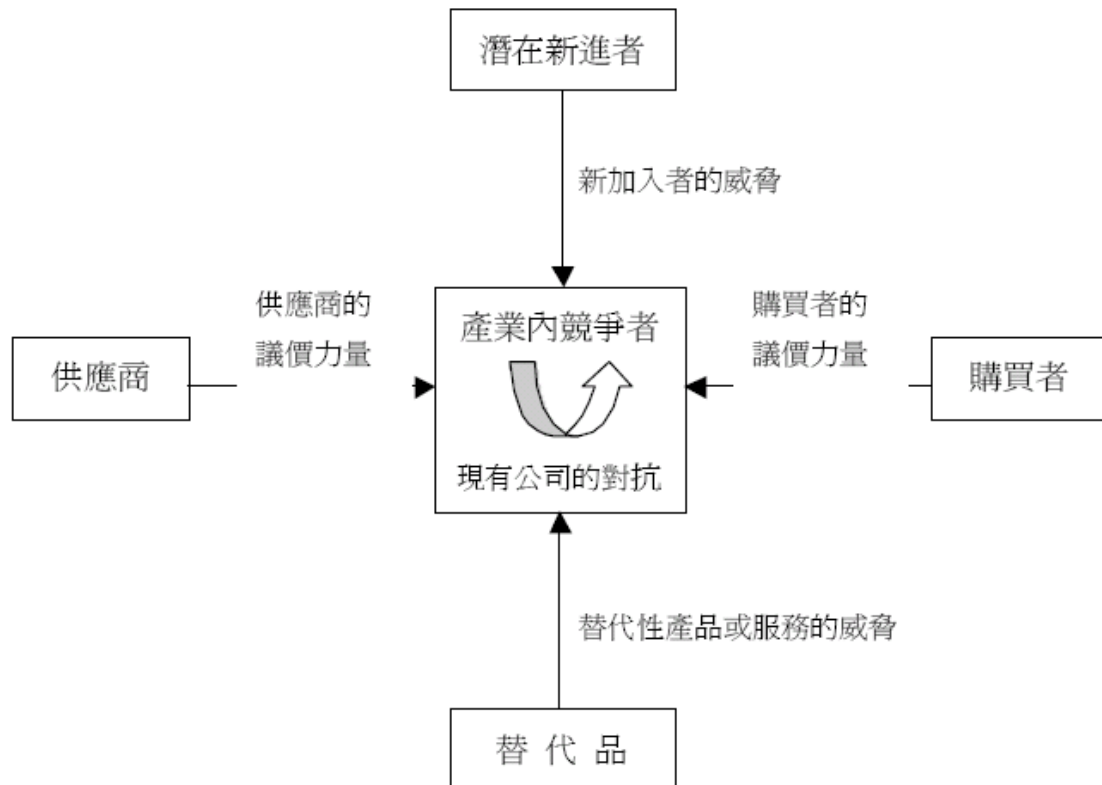 潛在新進者
新加入者的威脅
供應商的
議價力量
供應商
產業內競爭者
現有公司的對抗
購買者的
議價力量
購買者
替代性產品或服務的威脅
替 代 品